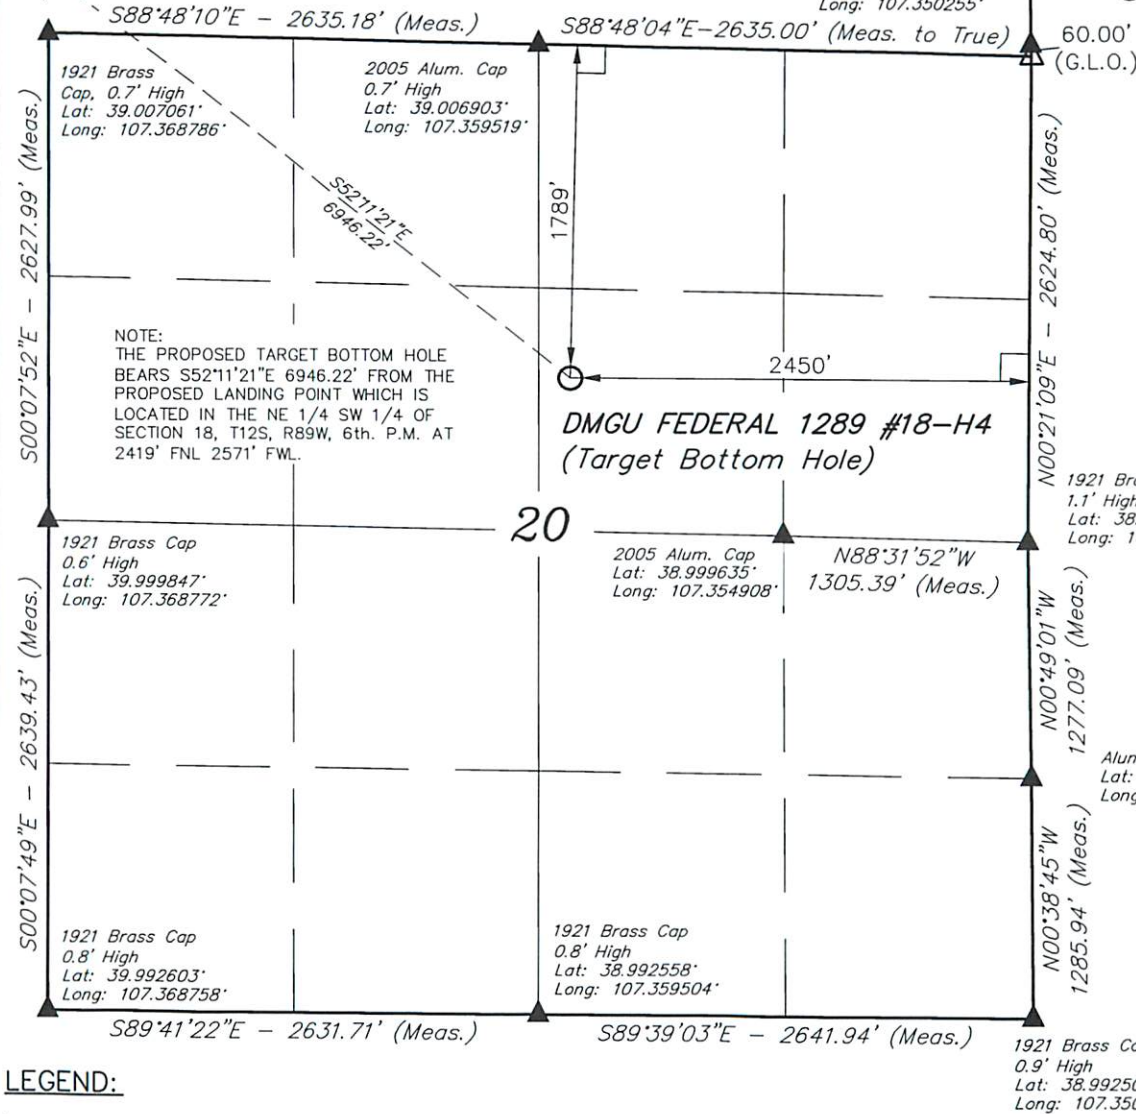 Long: 107.350255°
S88°48'10"E - 2635.18' (Meas.)
S88°48'04"E-2635.00' (Meas. to True)
60.00'
(G.L.O.)
1921 Brass
Cap, 0.7' High
Lat: 39.007061°
Long: 107.368786°
2005 Alum. Cap
0.7' High
Lat: 39.006903°
Long: 107.359519°
S00°07'52"E - 2627.99' (Meas.)
S52°11'21"E
6946.22'
1789'
N00°21'09"E - 2624.80' (Meas.)
NOTE:
THE PROPOSED TARGET BOTTOM HOLE
BEARS S52°11'21"E 6946.22' FROM THE
PROPOSED LANDING POINT WHICH IS
LOCATED IN THE NE 1/4 SW 1/4 OF
SECTION 18, T12S, R89W, 6th. P.M. AT
2419' FNL 2571' FWL.
2450'
DMGU FEDERAL 1289 #18-H4
(Target Bottom Hole)
1921
1.1' High
Lat:
Long:
20
1921 Brass Cap
0.6' High
Lat: 39.999847°
Long: 107.368772°
2005 Alum. Cap
Lat: 38.999635°
Long: 107.354908°
N88°31'52"W
1305.39' (Meas.)
S00°07'49"E - 2639.43' (Meas.)
N00°49'01"W
1277.09' (Meas.)
Lat:
N00°38'45"W
1285.94' (Meas.)
1921 Brass Cap
0.8' High
Lat: 39.992603°
Long: 107.368758°
1921 Brass Cap
0.8' High
Lat: 38.992558°
Long: 107.359504°
S89°41'22"E - 2631.71' (Meas.)
S89°39'03"E - 2641.94' (Meas.)
1921 Brass
0.9' High
Lat:
Long:
LEGEND: